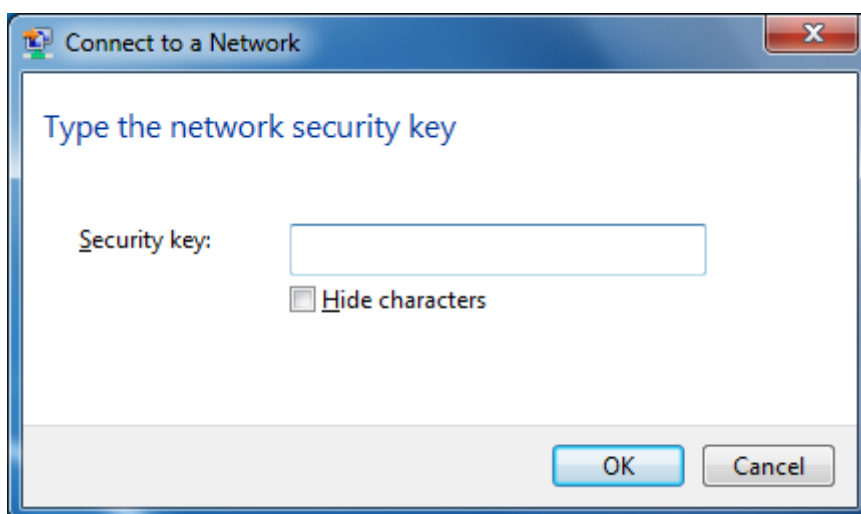 Connect to a Network
Type the network security key
Security key:
Hide characters
OK Cancel